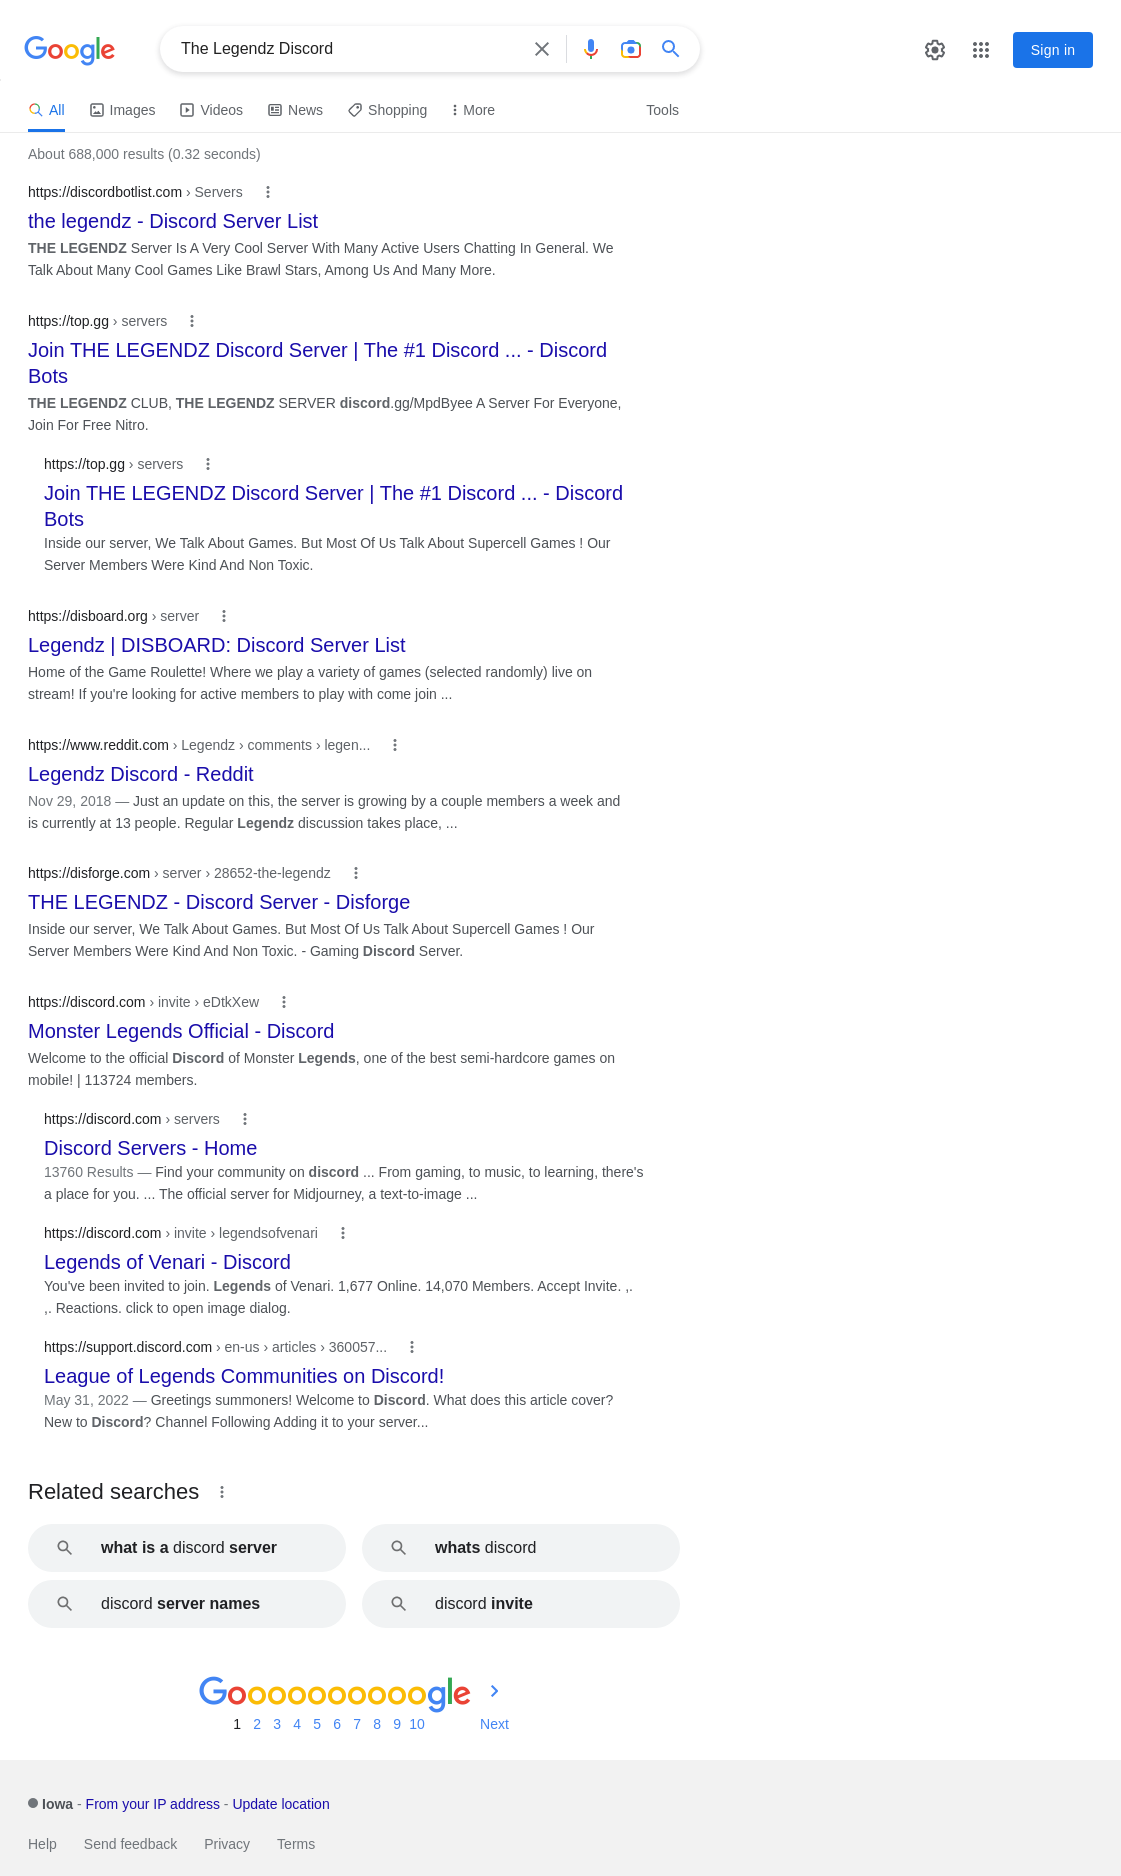 Google
The Legendz Discord
Sign in
All Images Videos News Shopping More Tools
About 688,000 results (0.32 seconds)
https://discordbotlist.com › Servers
the legendz - Discord Server List
THE LEGENDZ Server Is A Very Cool Server With Many Active Users Chatting In General. We
Talk About Many Cool Games Like Brawl Stars, Among Us And Many More.
https://top.gg › servers
Join THE LEGENDZ Discord Server | The #1 Discord ... - Discord
Bots
THE LEGENDZ CLUB, THE LEGENDZ SERVER discord.gg/MpdByee A Server For Everyone,
Join For Free Nitro.
https://top.gg › servers
Join THE LEGENDZ Discord Server | The #1 Discord ... - Discord
Bots
Inside our server, We Talk About Games. But Most Of Us Talk About Supercell Games ! Our
Server Members Were Kind And Non Toxic.
https://disboard.org › server
Legendz | DISBOARD: Discord Server List
Home of the Game Roulette! Where we play a variety of games (selected randomly) live on
stream! If you're looking for active members to play with come join ...
https://www.reddit.com › Legendz › comments › legen...
Legendz Discord - Reddit
Nov 29, 2018 — Just an update on this, the server is growing by a couple members a week and
is currently at 13 people. Regular Legendz discussion takes place, ...
https://disforge.com › server › 28652-the-legendz
THE LEGENDZ - Discord Server - Disforge
Inside our server, We Talk About Games. But Most Of Us Talk About Supercell Games ! Our
Server Members Were Kind And Non Toxic. - Gaming Discord Server.
https://discord.com › invite › eDtkXew
Monster Legends Official - Discord
Welcome to the official Discord of Monster Legends, one of the best semi-hardcore games on
mobile! | 113724 members.
https://discord.com › servers
Discord Servers - Home
13760 Results — Find your community on discord ... From gaming, to music, to learning, there's
a place for you. ... The official server for Midjourney, a text-to-image ...
https://discord.com › invite › legendsofvenari
Legends of Venari - Discord
You've been invited to join. Legends of Venari. 1,677 Online. 14,070 Members. Accept Invite. ,.
,. Reactions. click to open image dialog.
https://support.discord.com › en-us › articles › 360057...
League of Legends Communities on Discord!
May 31, 2022 — Greetings summoners! Welcome to Discord. What does this article cover?
New to Discord? Channel Following Adding it to your server...
Related searches
what is a discord server
whats discord
discord server names
discord invite
Goooooooooogle
1 2 3 4 5 6 7 8 9 10 Next
Iowa - From your IP address - Update location
Help Send feedback Privacy Terms